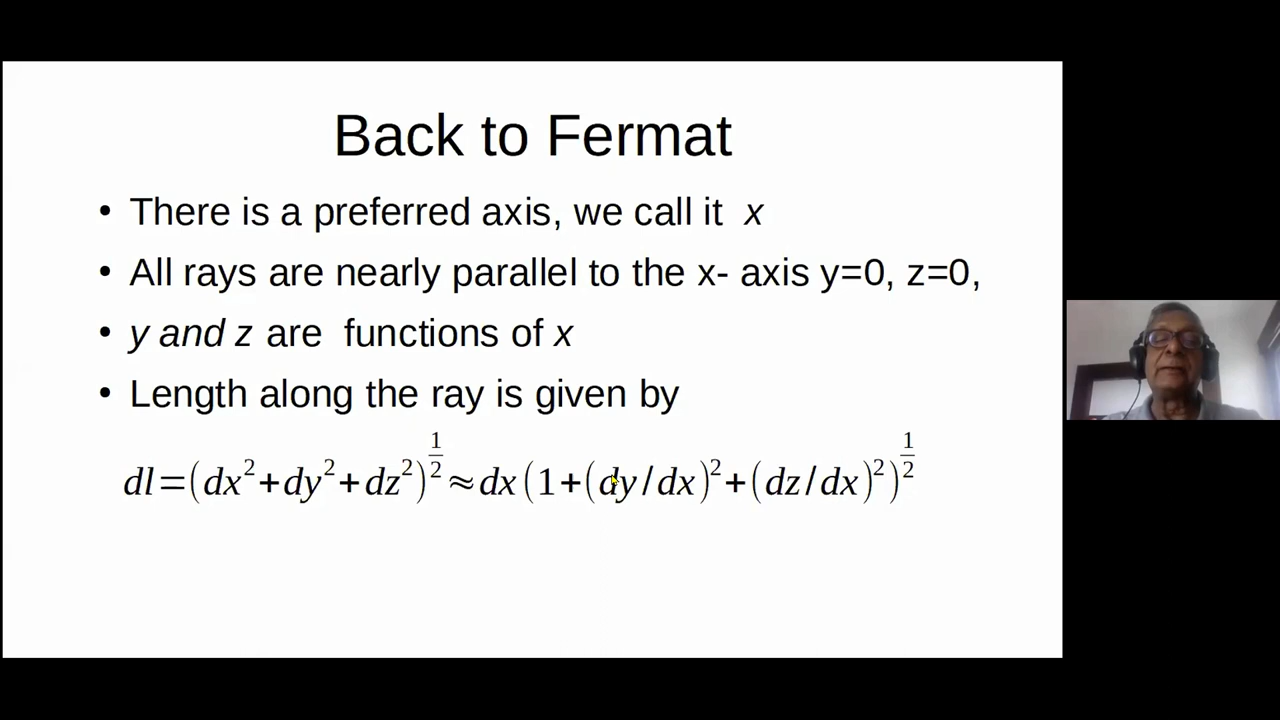 Back to Fermat
• There is a preferred axis, we call it x
• All rays are nearly parallel to the x- axis y=0, z=0,
• y and z are functions of x
• Length along the ray is given by
dl=(dx²+dy²+dz²)^(1/2)≈dx(1+(dy/dx)²+(dz/dx)²)^(1/2)